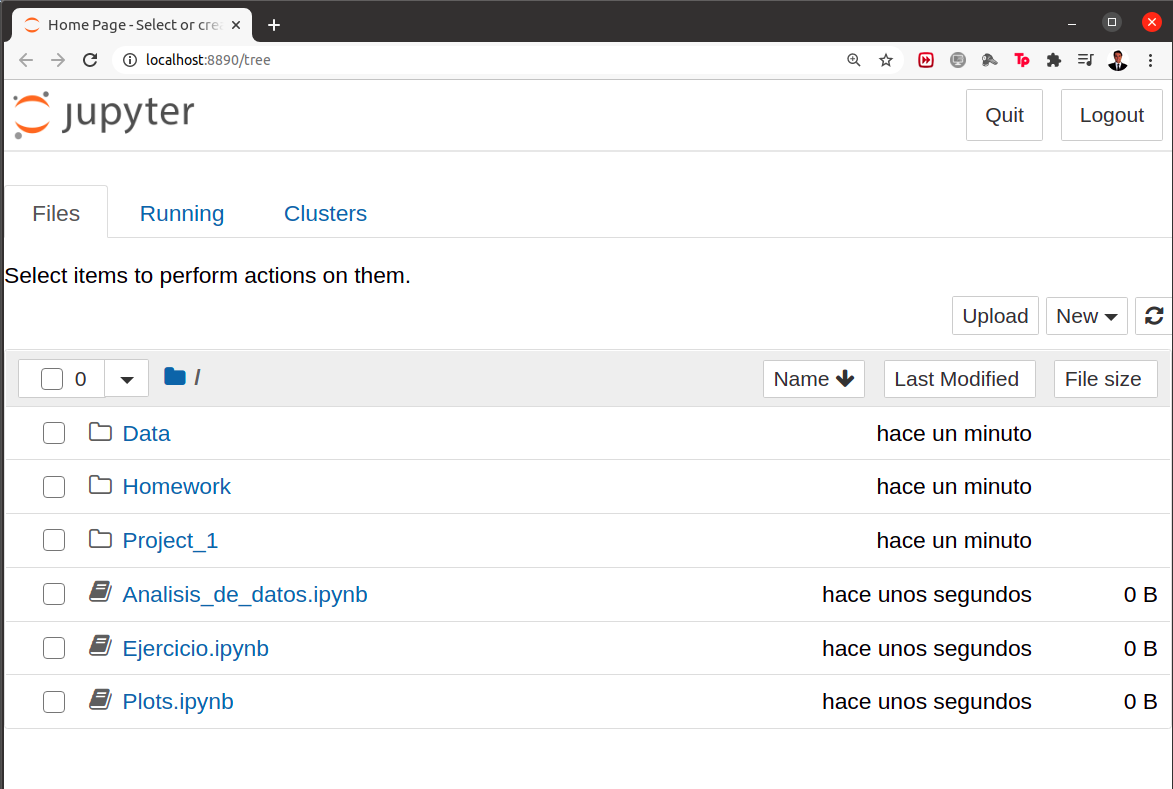 Home Page - Select or crea
localhost:8890/tree
Tp
jupyter
Quit
Logout
Files
Running
Clusters
Select items to perform actions on them.
Upload
New
0
/
Name
Last Modified
File size
Data
hace un minuto
Homework
hace un minuto
Project_1
hace un minuto
Analisis_de_datos.ipynb
hace unos segundos
0 B
Ejercicio.ipynb
hace unos segundos
0 B
Plots.ipynb
hace unos segundos
0 B